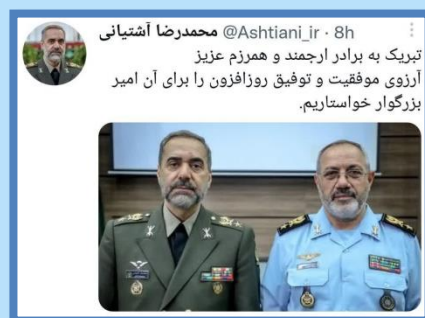 محمدرضا آشتیانی @Ashtiani_ir · 8h
تبریک به برادر ارجمند و همرزم عزیز
آرزوی موفقیت و توفیق روزافزون را برای آن امیر
بزرگوار خواستاریم.